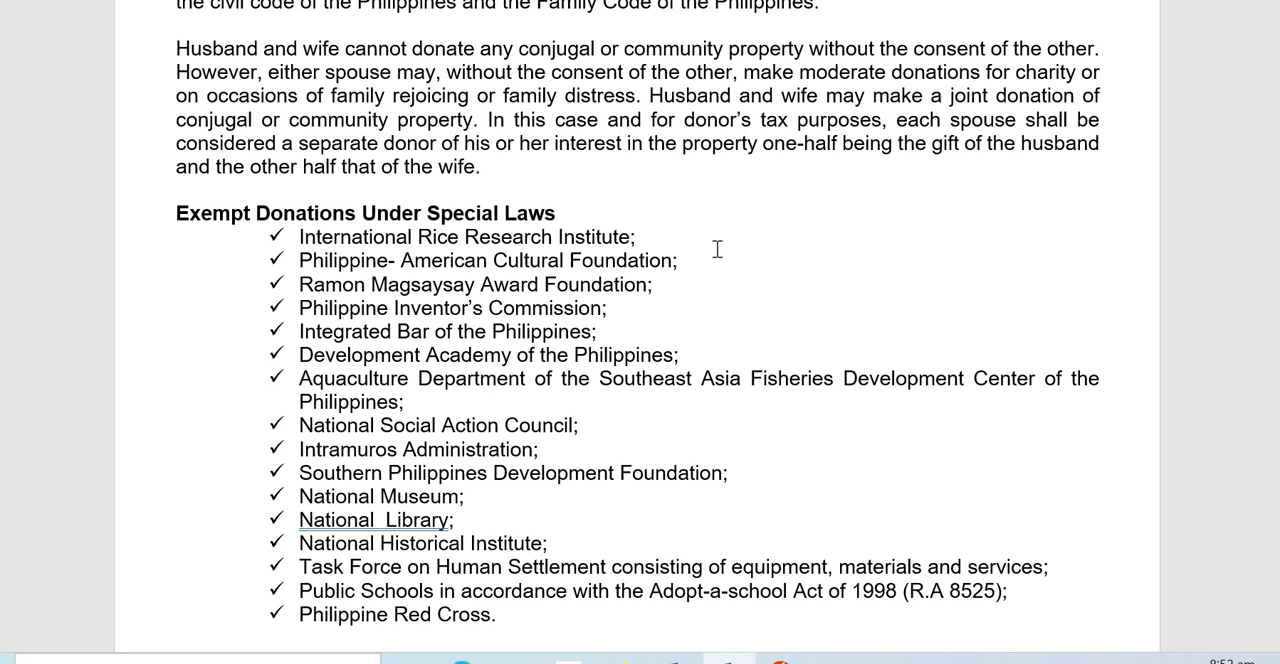 the civil code of the Philippines and the Family Code of the Philippines.
Husband and wife cannot donate any conjugal or community property without the consent of the other.
However, either spouse may, without the consent of the other, make moderate donations for charity or
on occasions of family rejoicing or family distress. Husband and wife may make a joint donation of
conjugal or community property. In this case and for donor’s tax purposes, each spouse shall be
considered a separate donor of his or her interest in the property one-half being the gift of the husband
and the other half that of the wife.
Exempt Donations Under Special Laws
✓ International Rice Research Institute;
✓ Philippine- American Cultural Foundation;
✓ Ramon Magsaysay Award Foundation;
✓ Philippine Inventor’s Commission;
✓ Integrated Bar of the Philippines;
✓ Development Academy of the Philippines;
✓ Aquaculture Department of the Southeast Asia Fisheries Development Center of the
Philippines;
✓ National Social Action Council;
✓ Intramuros Administration;
✓ Southern Philippines Development Foundation;
✓ National Museum;
✓ National  Library;
✓ National Historical Institute;
✓ Task Force on Human Settlement consisting of equipment, materials and services;
✓ Public Schools in accordance with the Adopt-a-school Act of 1998 (R.A 8525);
✓ Philippine Red Cross.